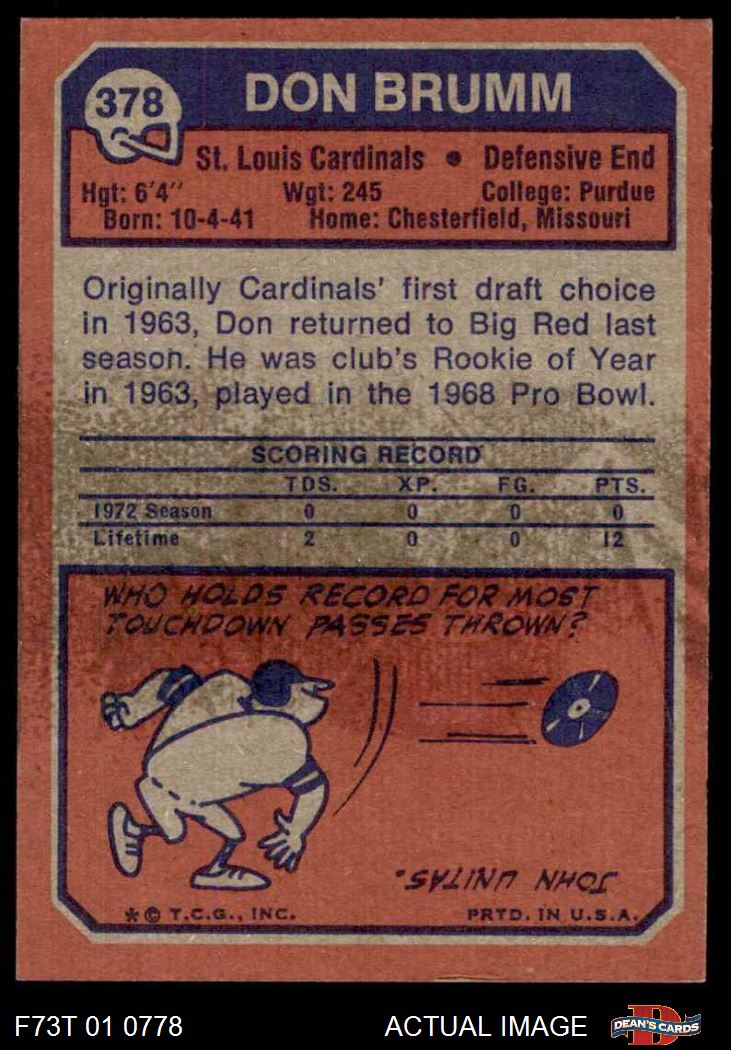 378
DON BRUMM
St. Louis Cardinals • Defensive End
Hgt: 6'4" Wgt: 245 College: Purdue
Born: 10-4-41 Home: Chesterfield, Missouri
Originally Cardinals' first draft choice
in 1963, Don returned to Big Red last
season. He was club's Rookie of Year
in 1963, played in the 1968 Pro Bowl.
SCORING RECORD
TDS. XP. FG. PTS.
1972 Season 0 0 0 0
Lifetime 2 0 0 12
WHO HOLDS RECORD FOR MOST
TOUCHDOWN PASSES THROWN?
JOHN UNITAS.
* © T.C.G., INC. PRTD. IN U.S.A.
F73T 01 0778 ACTUAL IMAGE
D
DEAN'S CARDS